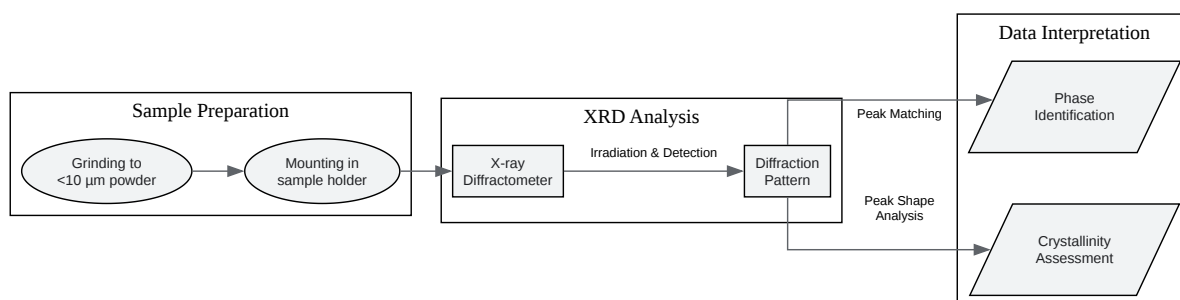 Sample Preparation
Grinding to
<10 µm powder
Mounting in
sample holder
XRD Analysis
X-ray
Diffractometer
Irradiation & Detection
Diffraction
Pattern
Peak Matching
Peak Shape
Analysis
Data Interpretation
Phase
Identification
Crystallinity
Assessment